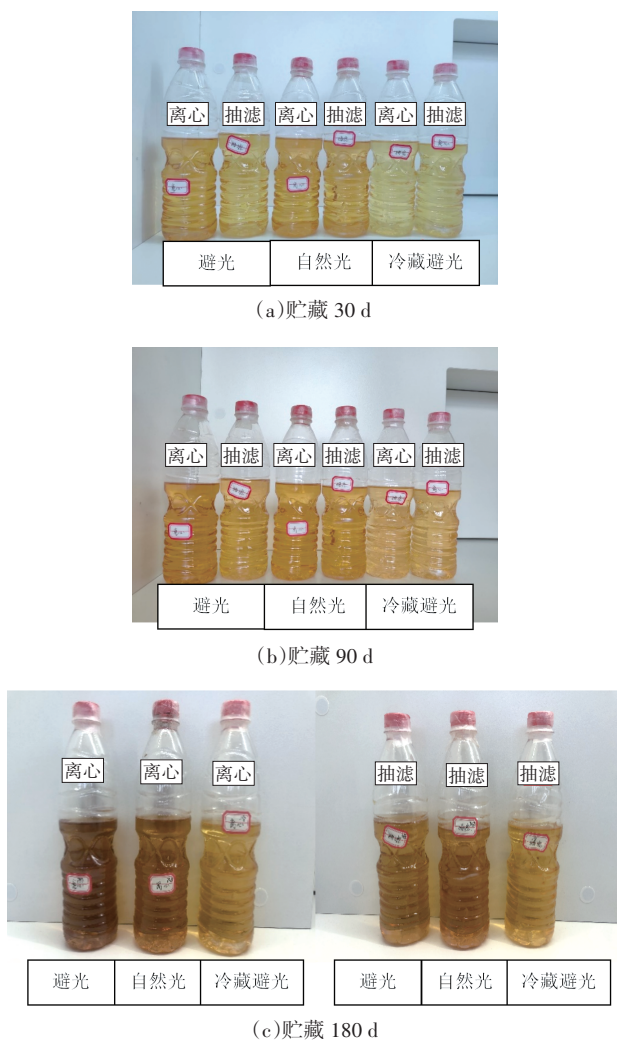 离心 抽滤 离心 抽滤 离心 抽滤
避光 自然光 冷藏避光
(a)贮藏 30 d
离心 抽滤 离心 抽滤 离心 抽滤
避光 自然光 冷藏避光
(b)贮藏 90 d
离心 离心 离心 抽滤 抽滤 抽滤
避光 自然光 冷藏避光 避光 自然光 冷藏避光
(c)贮藏 180 d